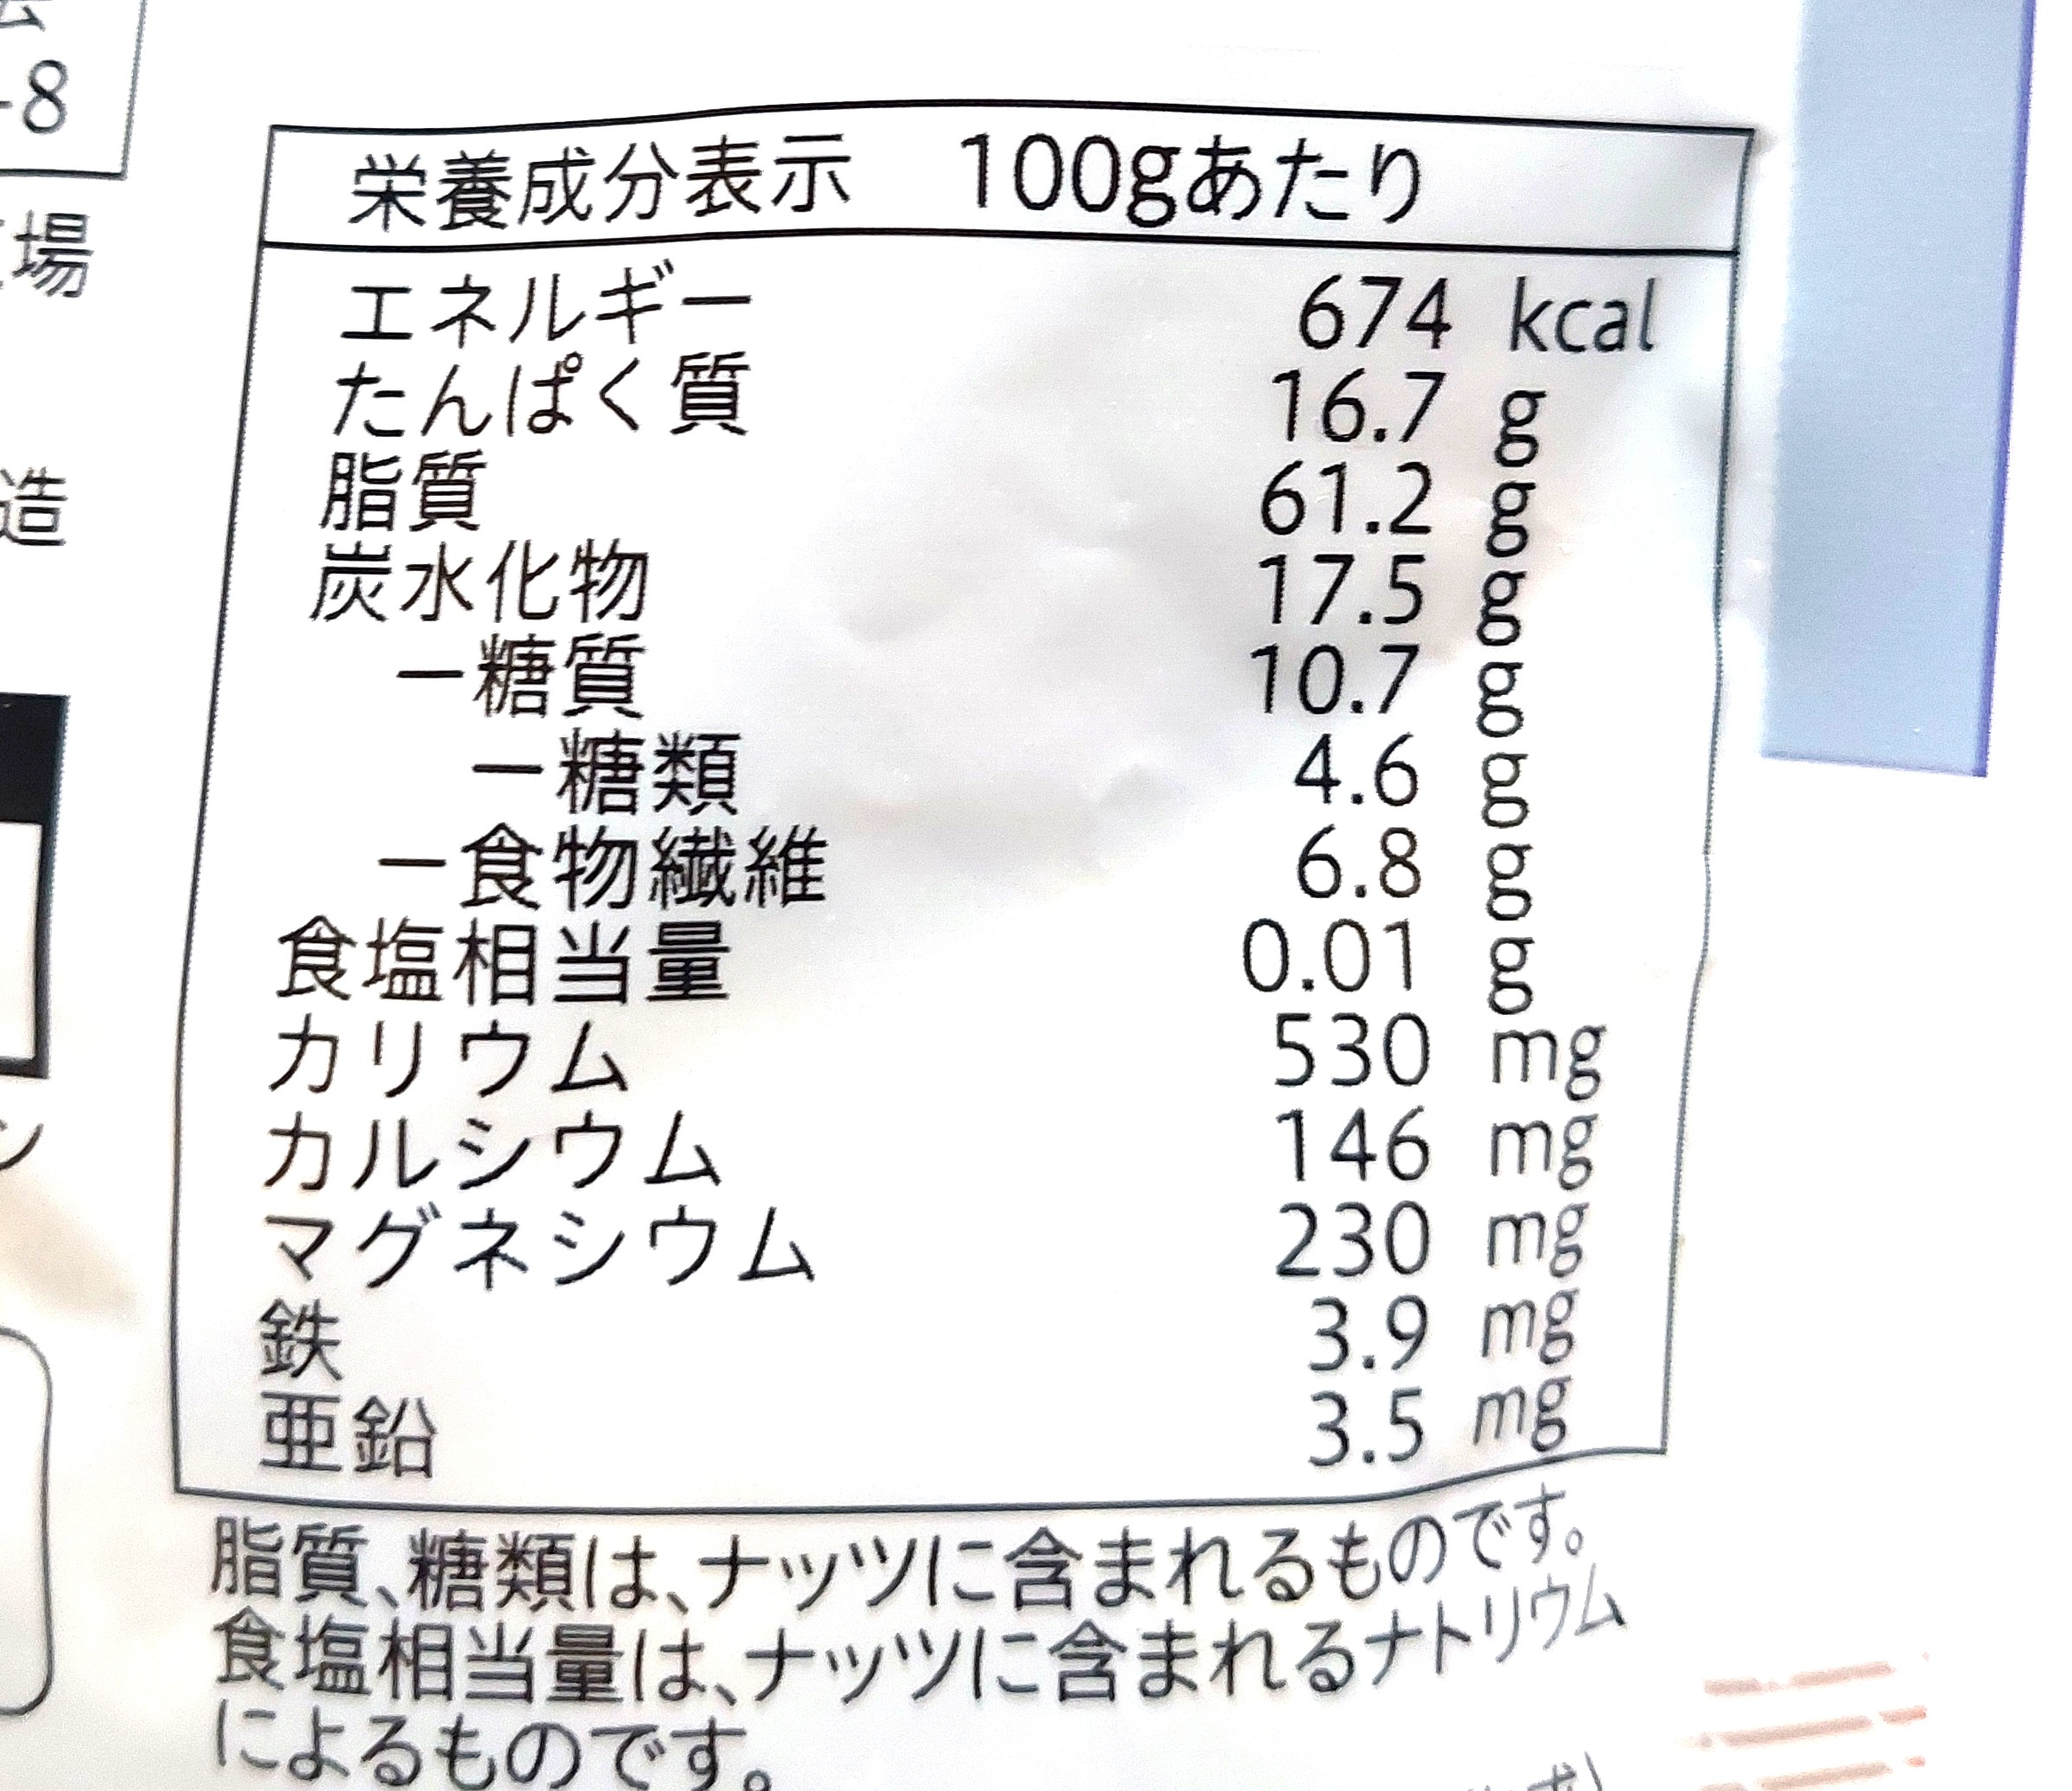 -8
場
造
ン
栄養成分表示 100gあたり
エネルギー 674 kcal
たんぱく質 16.7 g
脂質 61.2 g
炭水化物 17.5 g
ー糖質 10.7 g
ー糖類 4.6 g
ー食物繊維 6.8 g
食塩相当量 0.01 g
カリウム 530 mg
カルシウム 146 mg
マグネシウム 230 mg
鉄 3.9 mg
亜鉛 3.5 mg
脂質、糖類は、ナッツに含まれるものです。
食塩相当量は、ナッツに含まれるナトリウム
によるものです。